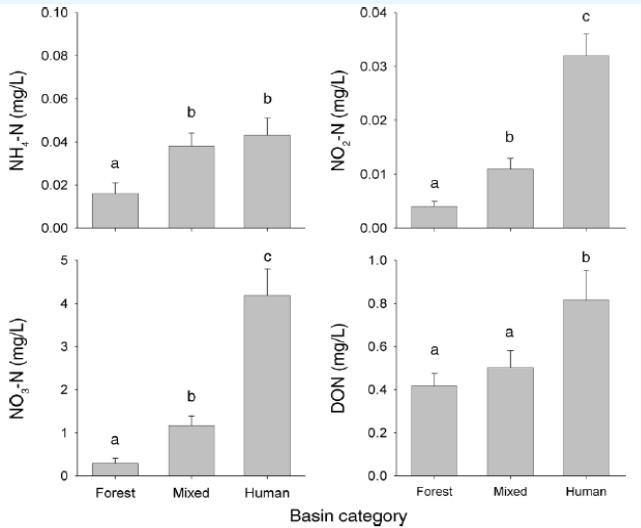 NH₄-N (mg/L)
0.10
0.08
0.06
0.04
0.02
0.00
a
b
b
NO₂-N (mg/L)
0.04
0.03
0.01
0.01
0.00
a
b
c
NO₃-N (mg/L)
5
4
3
2
1
0
a
b
c
Forest Mixed Human
DON (mg/L)
1.0
0.8
0.6
0.4
0.2
0.0
a
a
b
Forest Mixed Human
Basin category